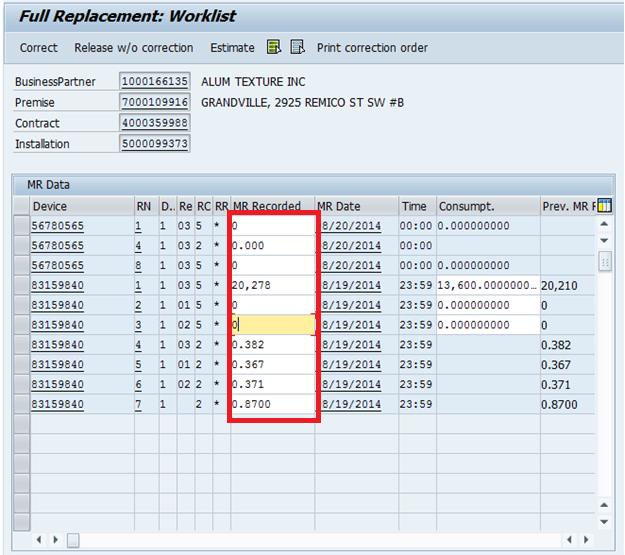 Full Replacement: Worklist
Correct Release w/o correction Estimate Print correction order
BusinessPartner 1000166135 ALUM TEXTURE INC
Premise 7000109916 GRANDVILLE, 2925 REMICO ST SW #B
Contract 4000359988
Installation 5000099373
MR Data
Device RN D.. Re RC RR MR Recorded MR Date Time Consumpt. Prev. MR R
56780565 1 1 03 5 * 0 8/20/2014 00:00 0.000000000
56780565 4 1 03 2 * 0.000 8/20/2014 00:00
56780565 8 1 03 5 * 0 8/20/2014 00:00 0.000000000
83159840 1 1 03 5 * 20,278 8/19/2014 23:59 13,600.0000000… 20,210
83159840 2 1 01 5 * 0 8/19/2014 23:59 0.000000000 0
83159840 3 1 02 5 * 0 8/19/2014 23:59 0.000000000 0
83159840 4 1 03 2 * 0.382 8/19/2014 23:59 0.382
83159840 5 1 01 2 * 0.367 8/19/2014 23:59 0.367
83159840 6 1 02 2 * 0.371 8/19/2014 23:59 0.371
83159840 7 1 2 * 0.8700 8/19/2014 23:59 0.8700